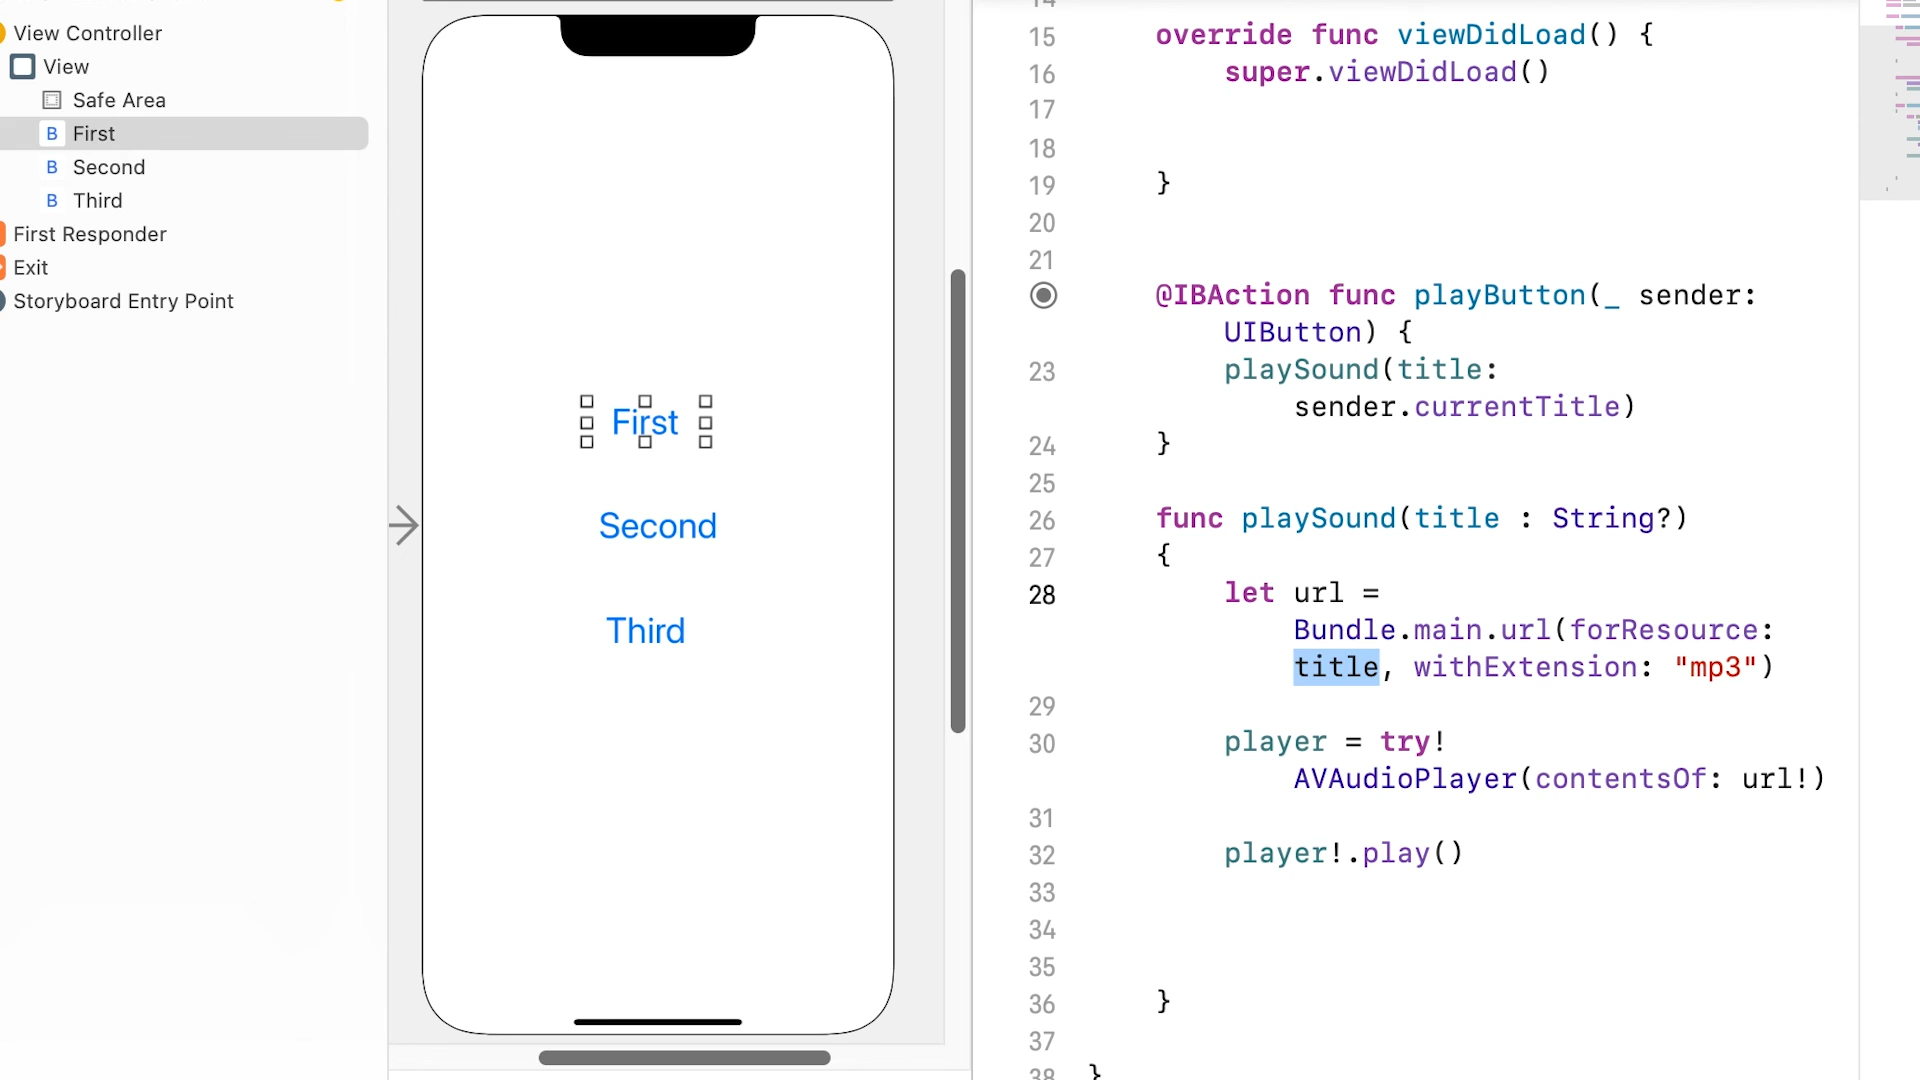 View Controller
View
Safe Area
B First
B Second
B Third
First Responder
Exit
Storyboard Entry Point
First
Second
Third
14
15 override func viewDidLoad() {
16 super.viewDidLoad()
17
18
19 }
20
21
@IBAction func playButton(_ sender:
UIButton) {
23 playSound(title:
sender.currentTitle)
24 }
25
26 func playSound(title : String?)
27 {
28 let url =
Bundle.main.url(forResource:
title, withExtension: "mp3")
29
30 player = try!
AVAudioPlayer(contentsOf: url!)
31
32 player!.play()
33
34
35
36 }
37
38 }